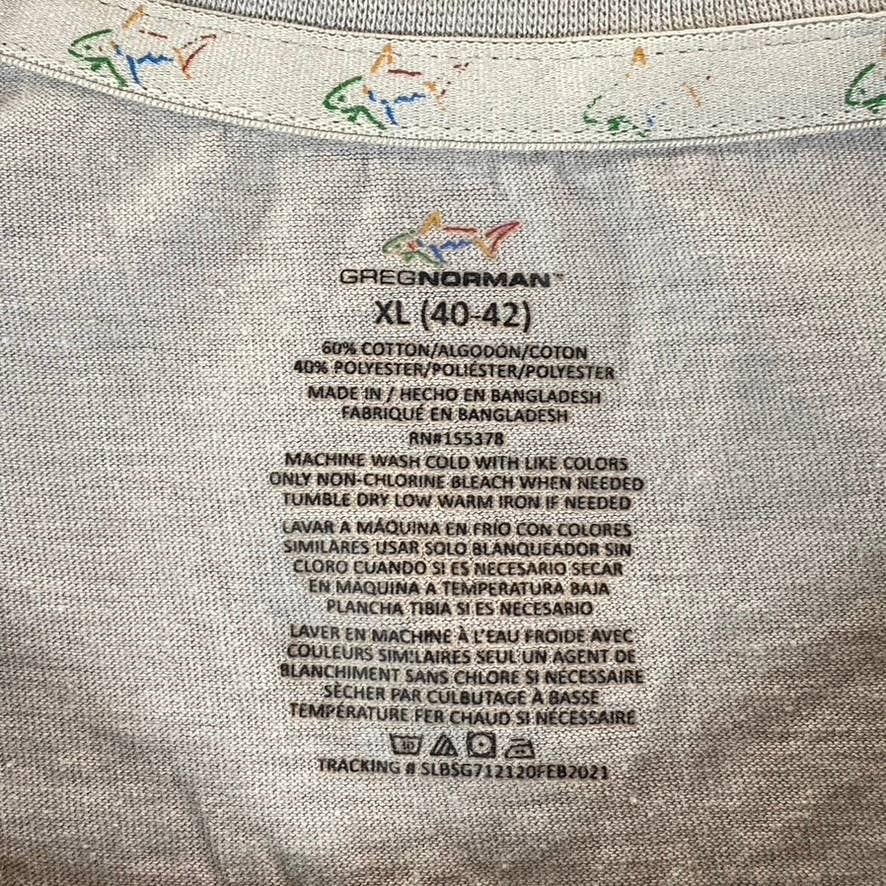 GREGNORMAN™
XL (40-42)
60% COTTON/ALGODÓN/COTON
40% POLYESTER/POLIÉSTER/POLYESTER
MADE IN / HECHO EN BANGLADESH
FABRIQUÉ EN BANGLADESH
RN#155378
MACHINE WASH COLD WITH LIKE COLORS
ONLY NON-CHLORINE BLEACH WHEN NEEDED
TUMBLE DRY LOW WARM IRON IF NEEDED
LAVAR A MÁQUINA EN FRÍO CON COLORES
SIMILARES USAR SOLO BLANQUEADOR SIN
CLORO CUANDO SI ES NECESARIO SECAR
EN MÁQUINA A TEMPERATURA BAJA
PLANCHA TIBIA SI ES NECESARIO
LAVER EN MACHINE À L'EAU FROIDE AVEC
COULEURS SIMILAIRES SEUL UN AGENT DE
BLANCHIMENT SANS CHLORE SI NÉCESSAIRE
SÉCHER PAR CULBUTAGE À BASSE
TEMPÉRATURE FER CHAUD SI NÉCESSAIRE
30
TRACKING # SLBSG712120FEB2021